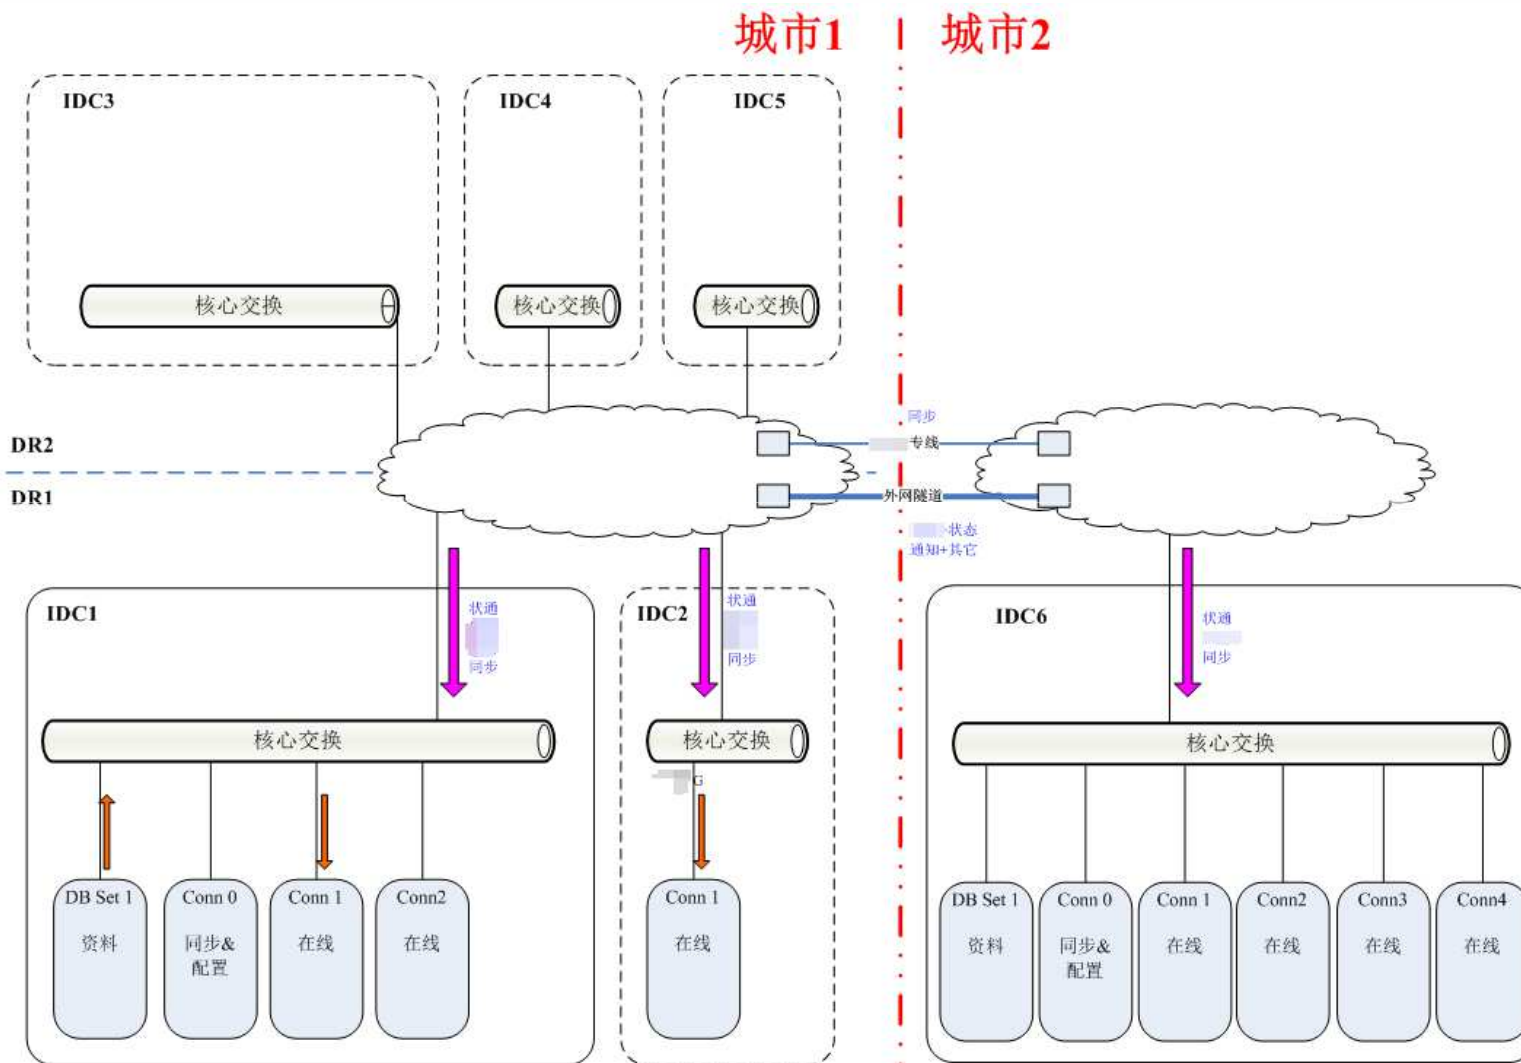 城市1
城市2
IDC3
IDC4
IDC5
核心交换
核心交换
核心交换
同步
专线
DR2
DR1
外网隧道
状态
通知+其它
IDC1
状通
同步
IDC2
状通
同步
IDC6
状通
同步
核心交换
核心交换
核心交换
G
DB Set 1
资料
Conn 0
同步&
配置
Conn 1
在线
Conn2
在线
Conn 1
在线
DB Set 1
资料
Conn 0
同步&
配置
Conn 1
在线
Conn2
在线
Conn3
在线
Conn4
在线